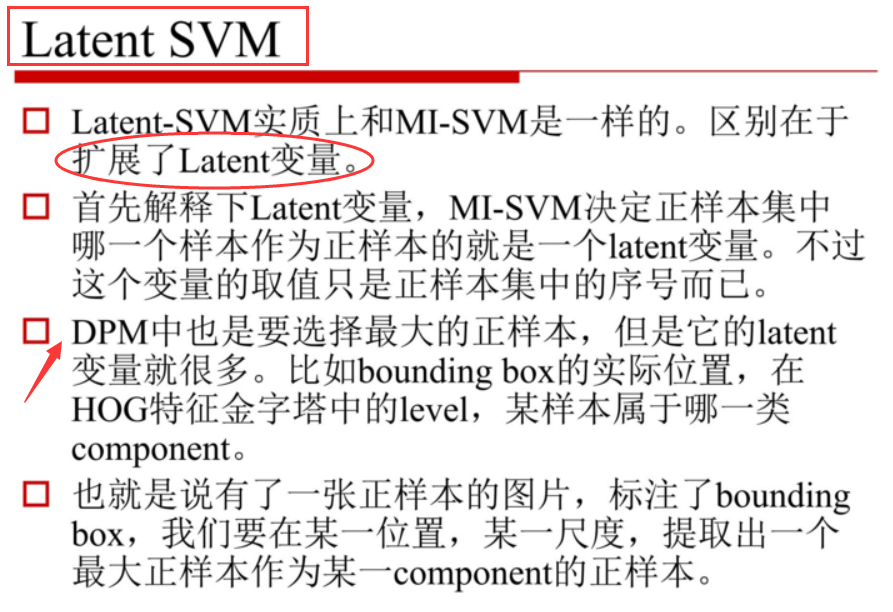 Latent SVM
Latent-SVM实质上和MI-SVM是一样的。区别在于
扩展了Latent变量。
首先解释下Latent变量，MI-SVM决定正样本集中
哪一个样本作为正样本的就是一个latent变量。不过
这个变量的取值只是正样本集中的序号而已。
DPM中也是要选择最大的正样本，但是它的latent
变量就很多。比如bounding box的实际位置，在
HOG特征金字塔中的level，某样本属于哪一类
component。
也就是说有了一张正样本的图片，标注了bounding
box，我们要在某一位置，某一尺度，提取出一个
最大正样本作为某一component的正样本。